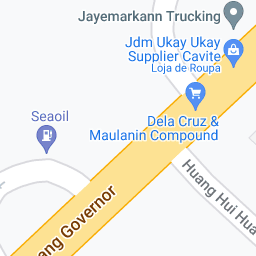 Jayemarkann Trucking
Jdm Ukay Ukay
Supplier Cavite
Loja de Roupa
Seaoil
Dela Cruz &
Maulanin Compound
Huang Hui Hua
ang Governor